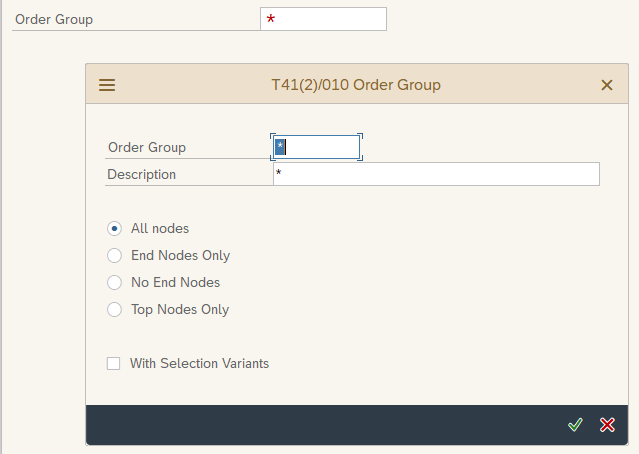 Order Group *
T41(2)/010 Order Group
Order Group *
Description *
All nodes
End Nodes Only
No End Nodes
Top Nodes Only
With Selection Variants